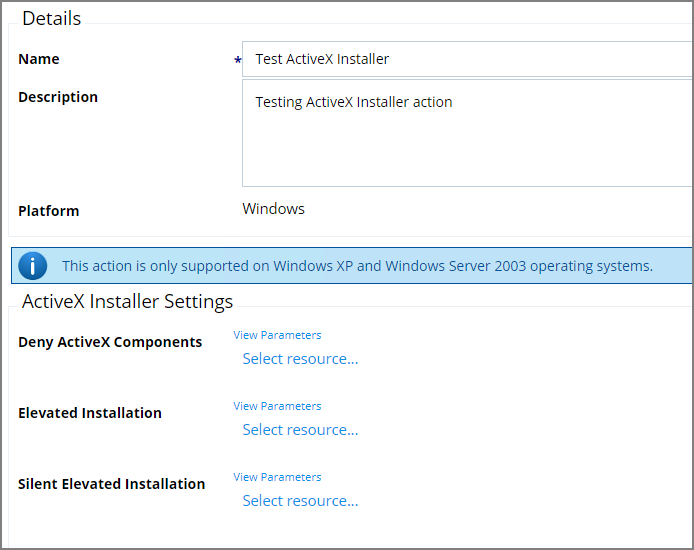 Details
Name * Test ActiveX Installer
Description Testing ActiveX Installer action
Platform Windows
This action is only supported on Windows XP and Windows Server 2003 operating systems.
ActiveX Installer Settings
Deny ActiveX Components View Parameters
Select resource...
Elevated Installation View Parameters
Select resource...
Silent Elevated Installation View Parameters
Select resource...